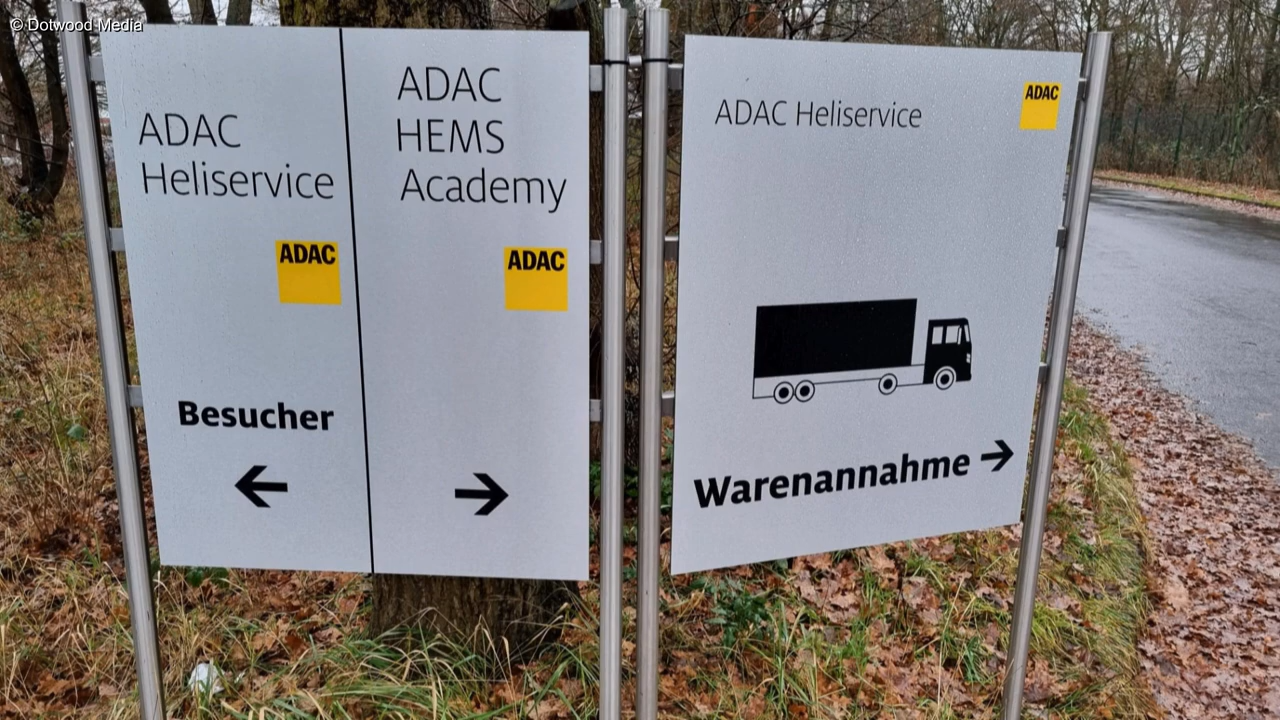 © Dotwood Media
ADAC
Heliservice
ADAC
Besucher
←
ADAC
HEMS
Academy
ADAC
→
ADAC Heliservice
ADAC
Warenannahme →